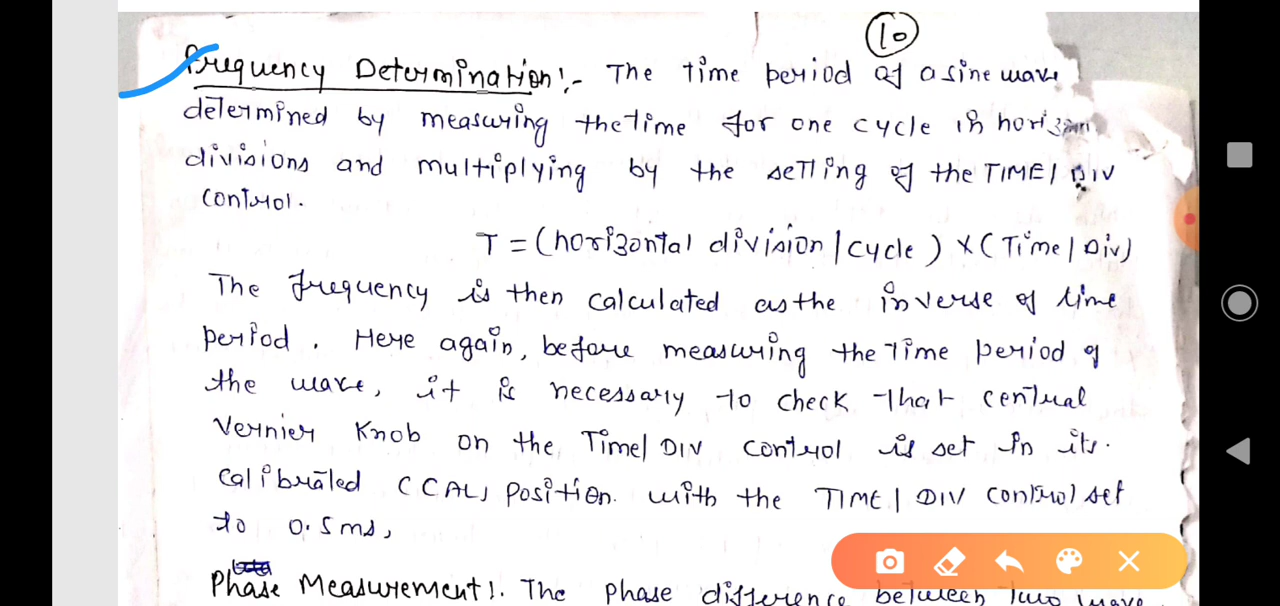 10
Frequency Determination:- The time period of a sine wave
determined by measuring the time for one cycle in
divisions and multiplying by the setting of the TIME/DIV
control.
T = (horizontal division/cycle) × (Time/Div)
The frequency is then calculated as the inverse of time
period. Here again, before measuring the time period of
the wave, it is necessary to check that central
Vernier Knob on the Time/DIV control is set in its.
calibrated (CAL) position. with the TIME/DIV control set
to 0.5ms,
Phase Measurement:. The phase difference between two wave